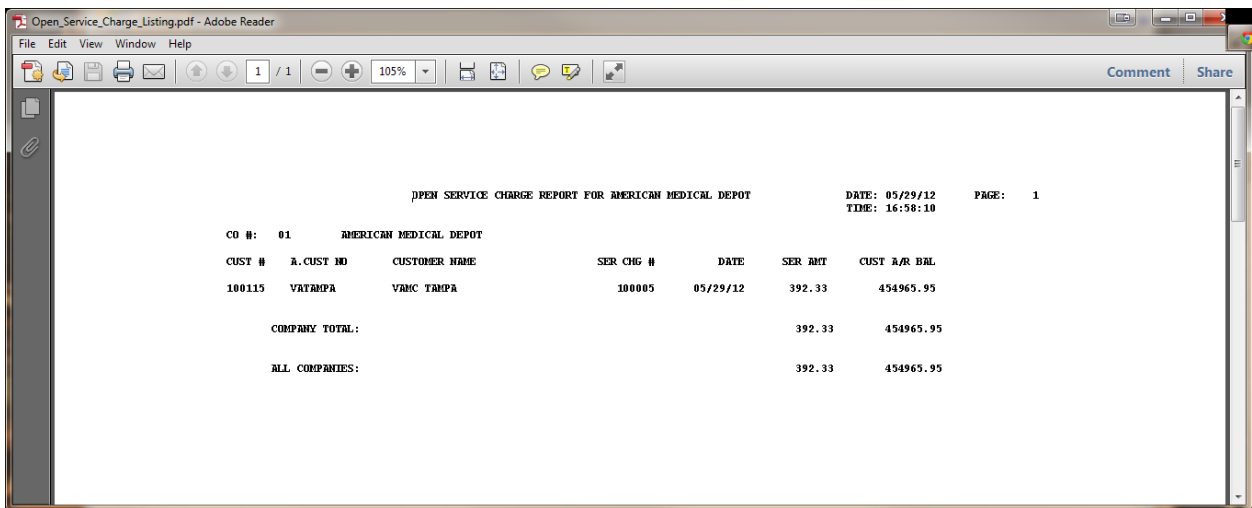 Open_Service_Charge_Listing.pdf - Adobe Reader
File Edit View Window Help
1 / 1 105% Comment Share
OPEN SERVICE CHARGE REPORT FOR AMERICAN MEDICAL DEPOT DATE: 05/29/12 PAGE: 1
TIME: 16:58:10
CO #: 01 AMERICAN MEDICAL DEPOT
CUST # A.CUST NO CUSTOMER NAME SER CHG # DATE SER AMT CUST A/R BAL
100115 VATAMPA VAMC TAMPA 100005 05/29/12 392.33 454965.95
COMPANY TOTAL: 392.33 454965.95
ALL COMPANIES: 392.33 454965.95